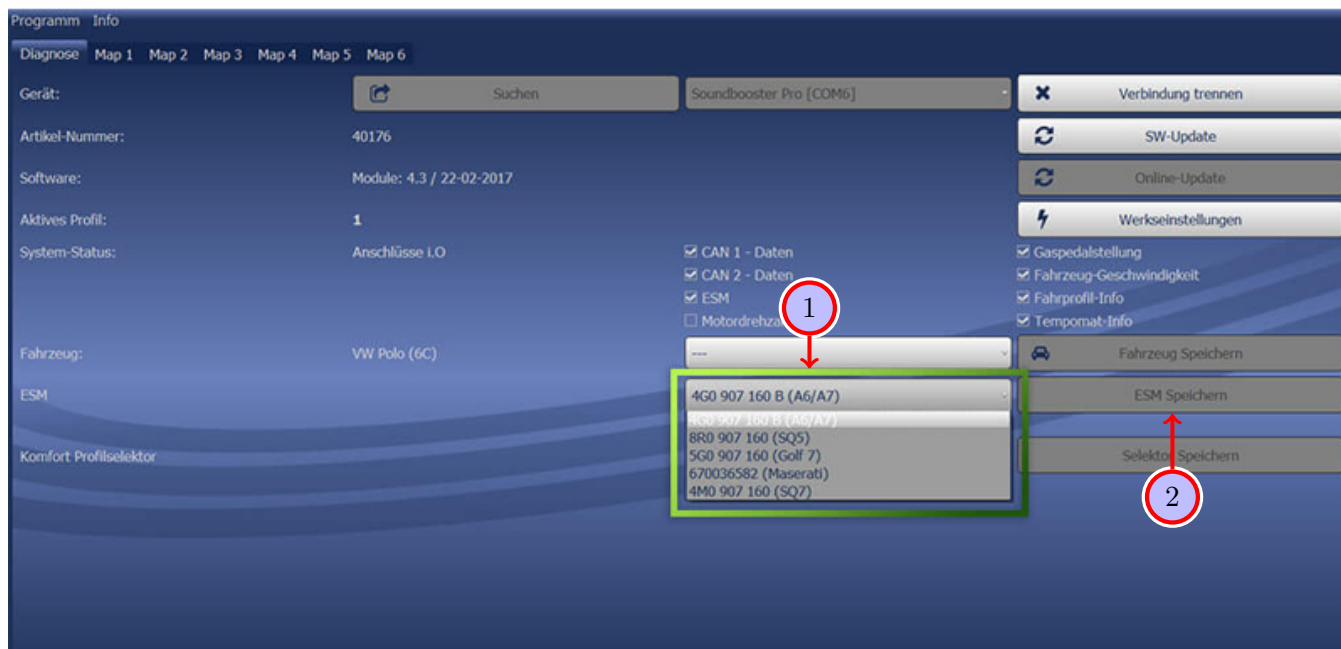 Programm Info
Diagnose Map 1 Map 2 Map 3 Map 4 Map 5 Map 6
Gerät: Suchen Soundbooster Pro [COM6] Verbindung trennen
Artikel-Nummer: 40176 SW-Update
Software: Module: 4.3 / 22-02-2017 Online-Update
Aktives Profil: 1 Werkseinstellungen
System-Status: Anschlüsse i.O CAN 1 - Daten Gaspedalstellung
CAN 2 - Daten Fahrzeug-Geschwindigkeit
ESM Fahrprofil-Info
1
Tempomat-Info
Fahrzeug: VW Polo (6C) --- Fahrzeug Speichern
ESM 4G0 907 160 B (A6/A7) ESM Speichern
4G0 907 160 B (A6/A7)
8R0 907 160 (SQ5)
5G0 907 160 (Golf 7)
Komfort Profilselektor Speichern
670036582 (Maserati)
4M0 907 160 (SQ7)
2